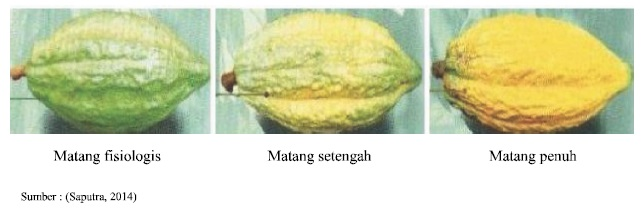 Matang fisiologis
Matang setengah
Matang penuh
Sumber : (Saputra, 2014)